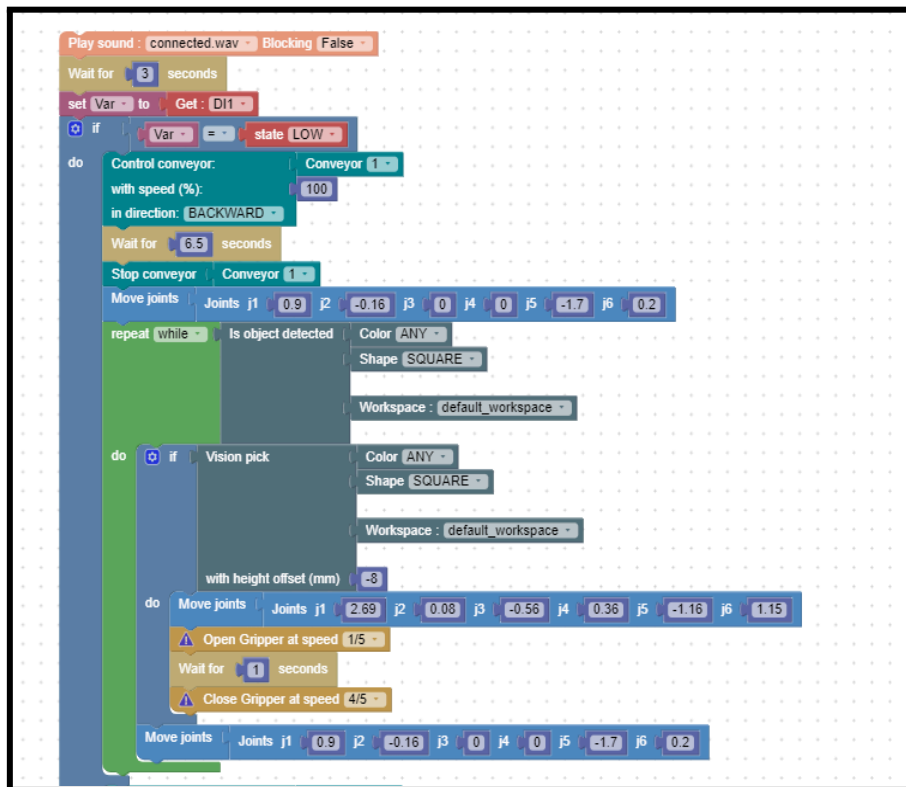 Play sound : connected.wav Blocking False
Wait for 3 seconds
set Var to Get : DI1
if Var = state LOW
do Control conveyor: Conveyor 1
with speed (%): 100
in direction: BACKWARD
Wait for 6.5 seconds
Stop conveyor Conveyor 1
Move joints Joints j1 0.9 j2 -0.16 j3 0 j4 0 j5 -1.7 j6 0.2
repeat while Is object detected Color ANY
Shape SQUARE
Workspace : default_workspace
do if Vision pick Color ANY
Shape SQUARE
Workspace : default_workspace
with height offset (mm) -8
do Move joints Joints j1 2.69 j2 0.08 j3 -0.56 j4 0.36 j5 -1.16 j6 1.15
Open Gripper at speed 1/5
Wait for 1 seconds
Close Gripper at speed 4/5
Move joints Joints j1 0.9 j2 -0.16 j3 0 j4 0 j5 -1.7 j6 0.2